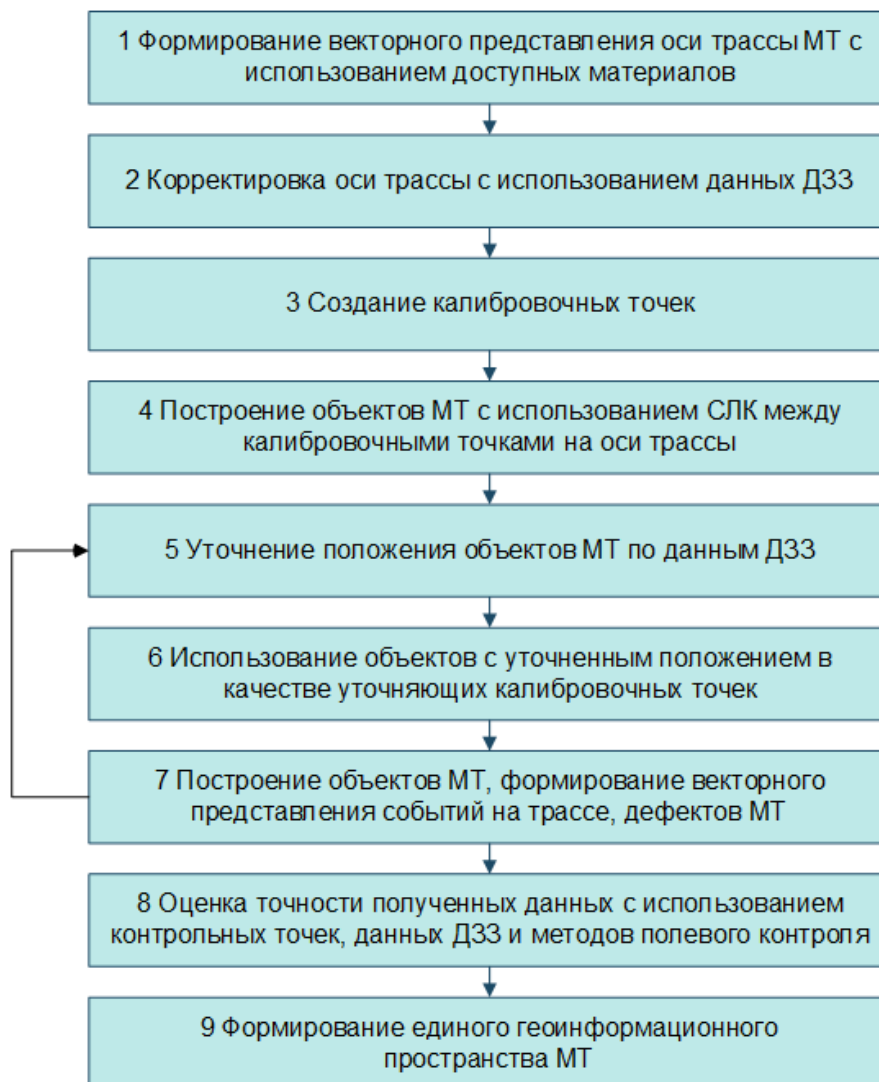 1 Формирование векторного представления оси трассы МТ с
использованием доступных материалов
2 Корректировка оси трассы с использованием данных ДЗЗ
3 Создание калибровочных точек
4 Построение объектов МТ с использованием СЛК между
калибровочными точками на оси трассы
5 Уточнение положения объектов МТ по данным ДЗЗ
6 Использование объектов с уточненным положением в
качестве уточняющих калибровочных точек
7 Построение объектов МТ, формирование векторного
представления событий на трассе, дефектов МТ
8 Оценка точности полученных данных с использованием
контрольных точек, данных ДЗЗ и методов полевого контроля
9 Формирование единого геоинформационного
пространства МТ